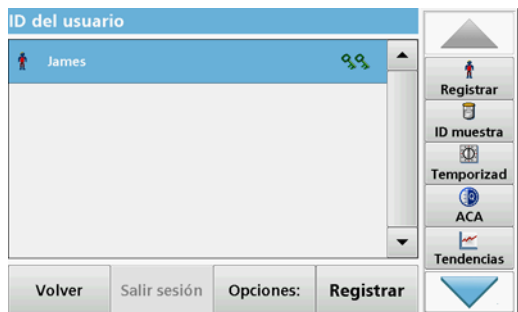 ID del usuario
James
Volver
Salir sesión
Opciones:
Registrar
Registrar
ID muestra
Temporizad
ACA
Tendencias